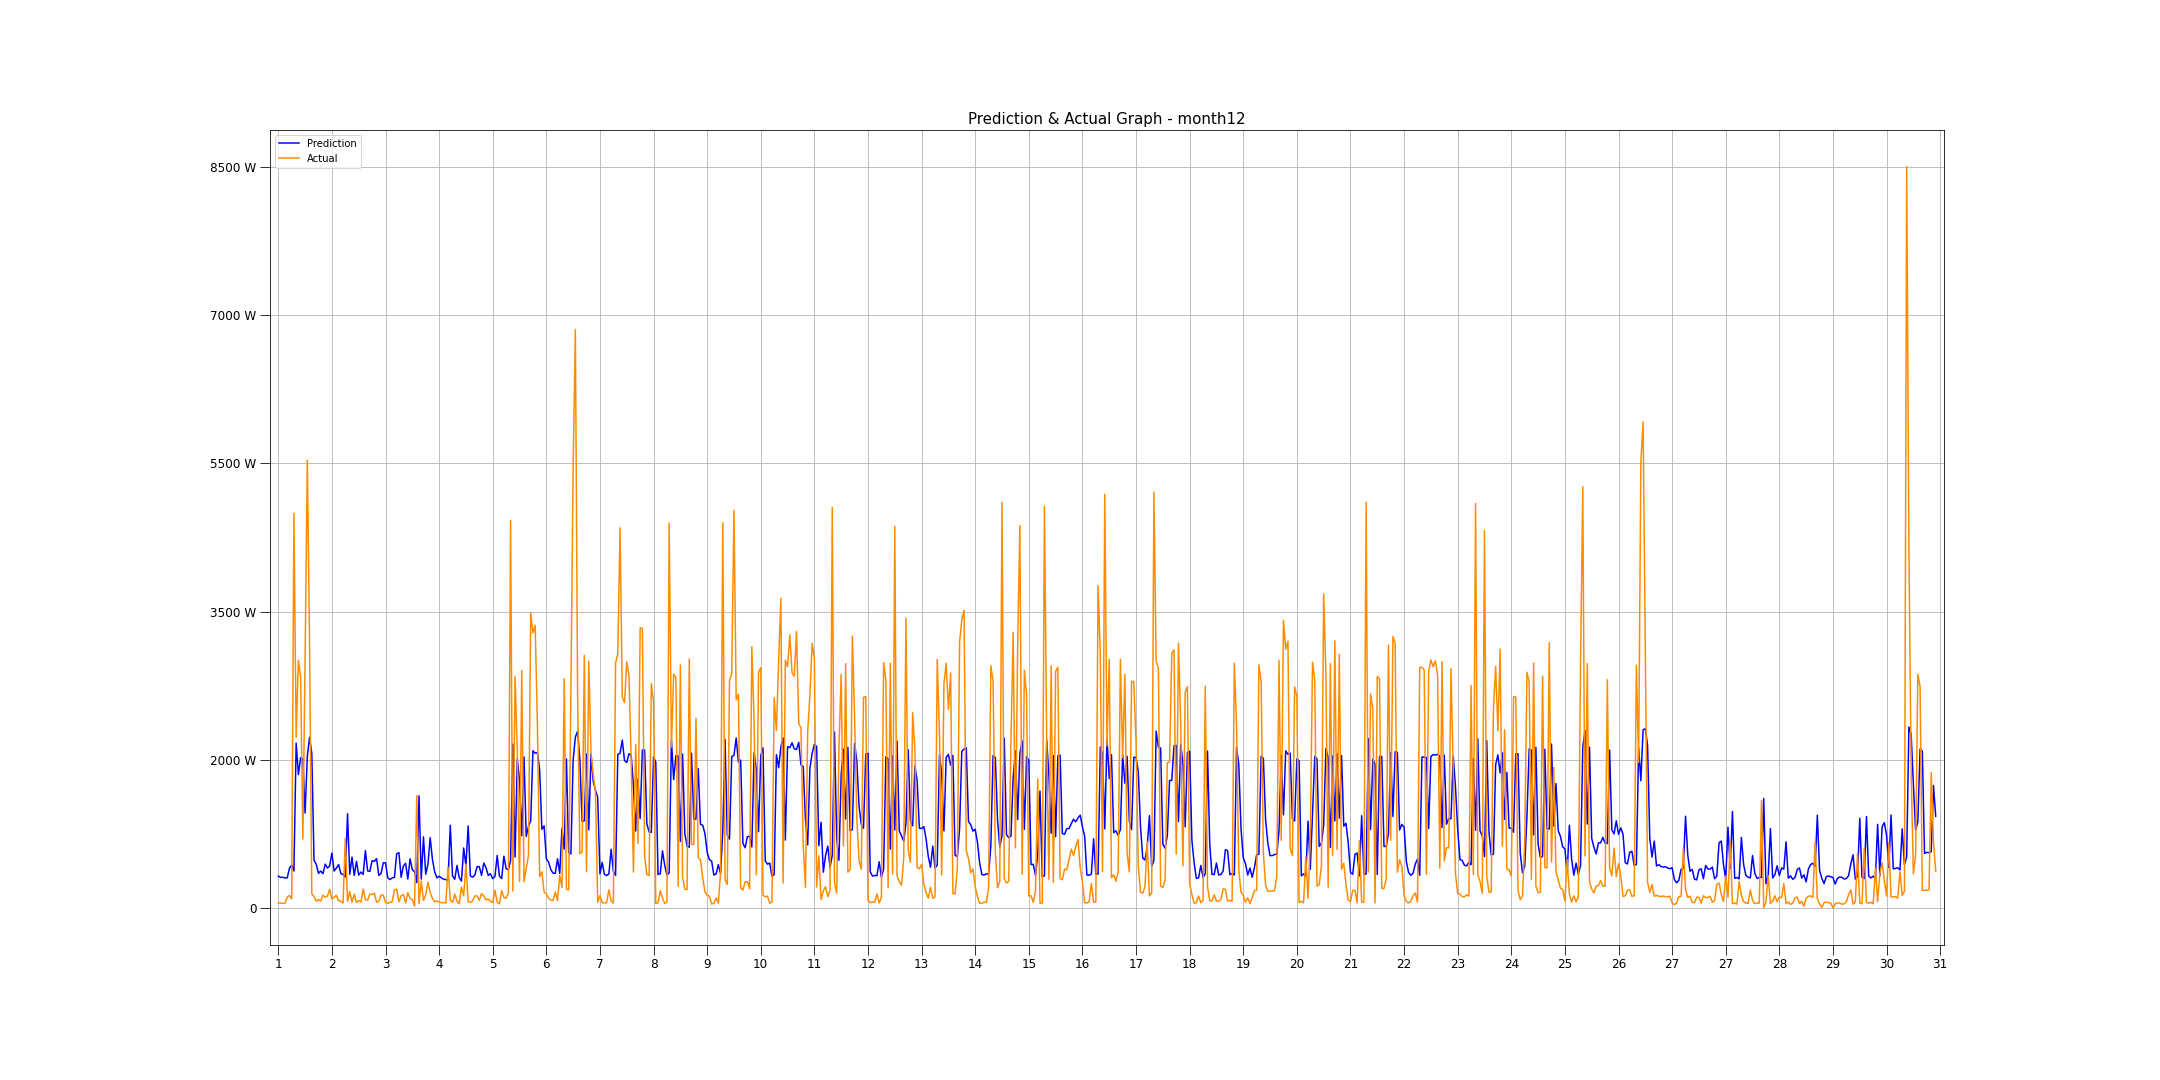 Prediction & Actual Graph - month12
Prediction
Actual
8500 W
7000 W
5500 W
3500 W
2000 W
0
1 2 3 4 5 6 7 8 9 10 11 12 13 14 15 16 17 18 19 20 21 22 23 24 25 26 27 27 28 29 30 31